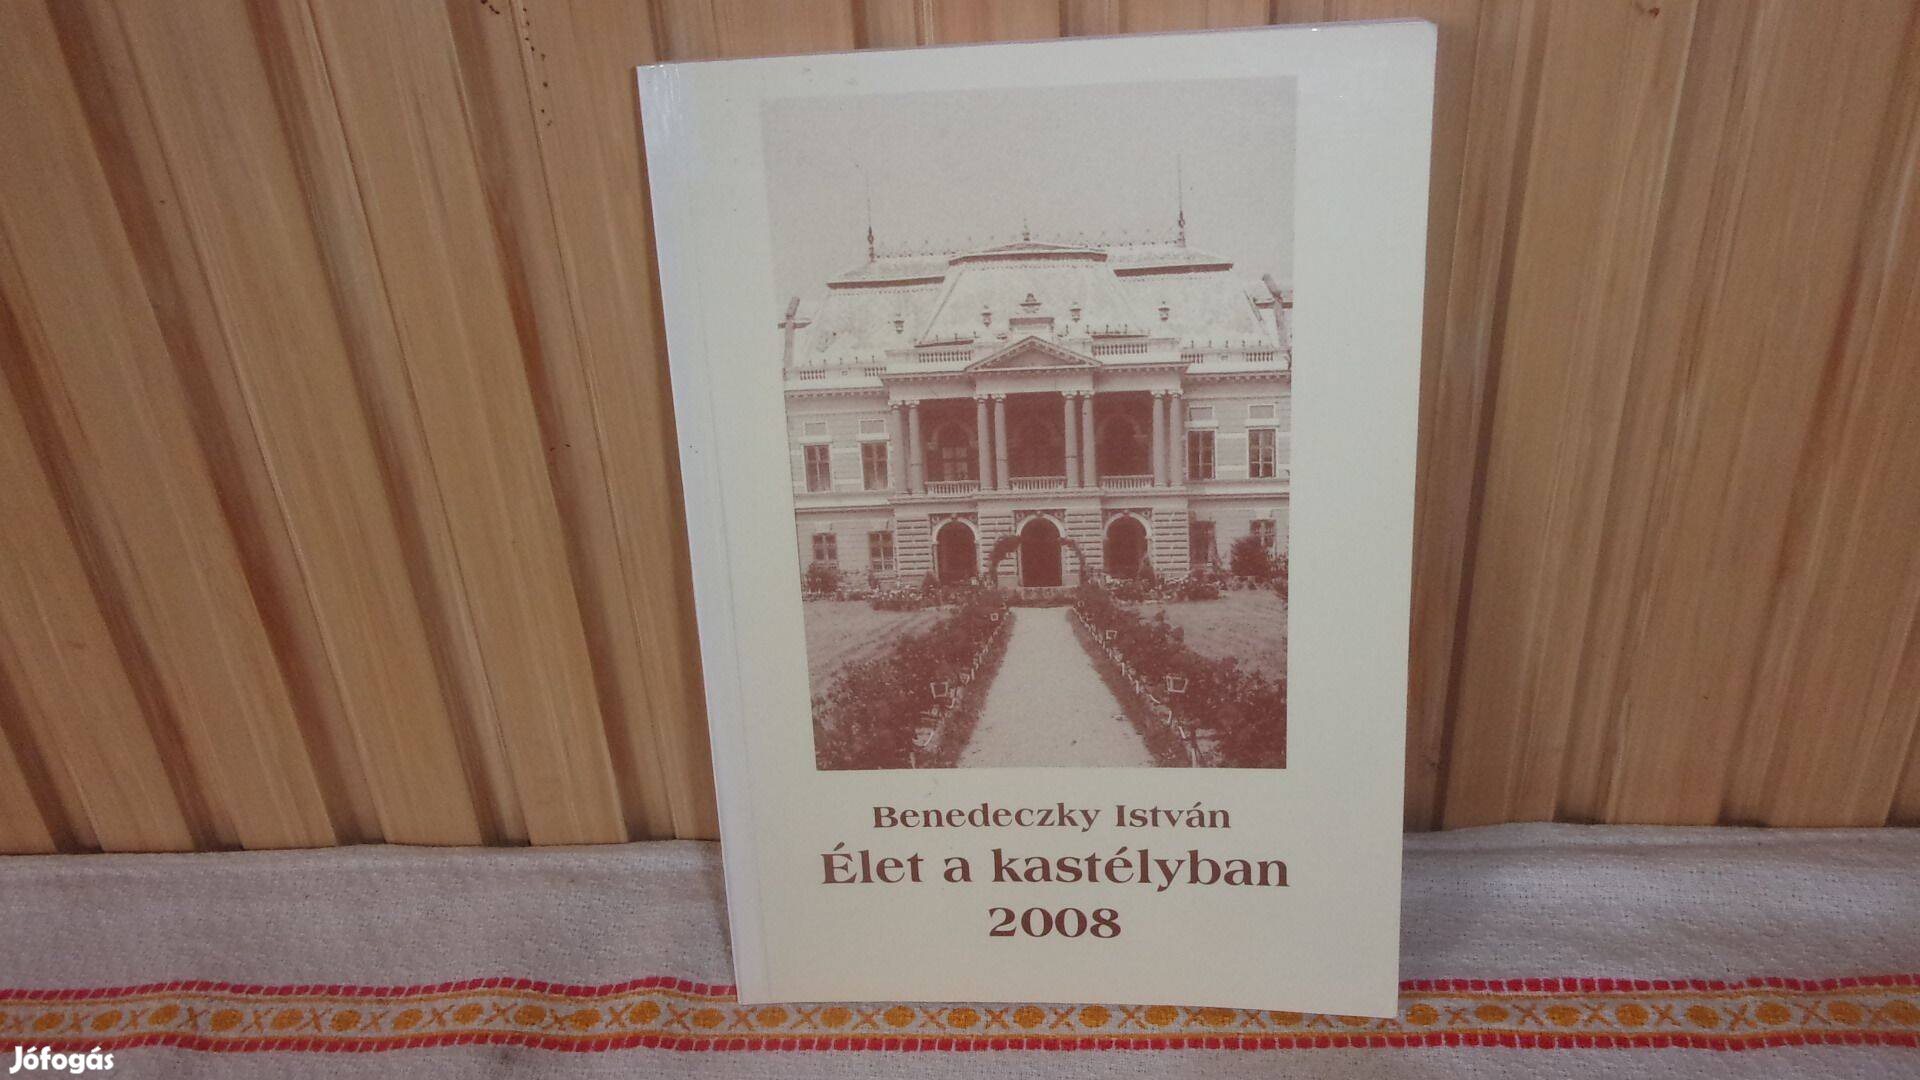 Benedeczky István
Élet a kastélyban
2008
Jófogás